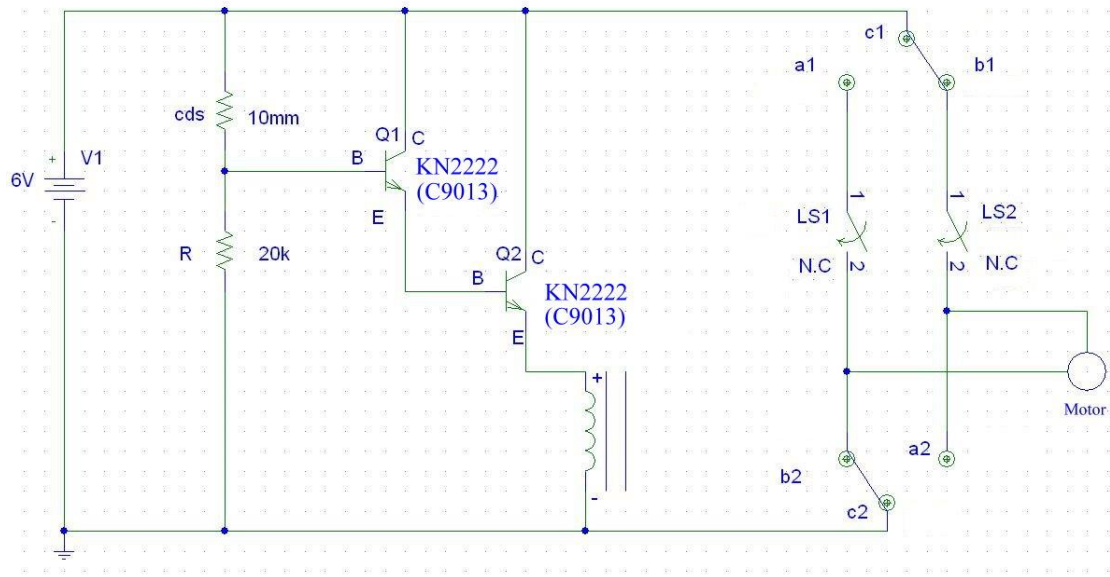 c1
a1
b1
cds
10mm
Q1
C
V1
+
B
KN2222
6V
(C9013)
1
1
-
E
LS1
LS2
R
20k
Q2
C
N.C
2
2
N.C
B
KN2222
(C9013)
E
+
Motor
a2
b2
-
c2